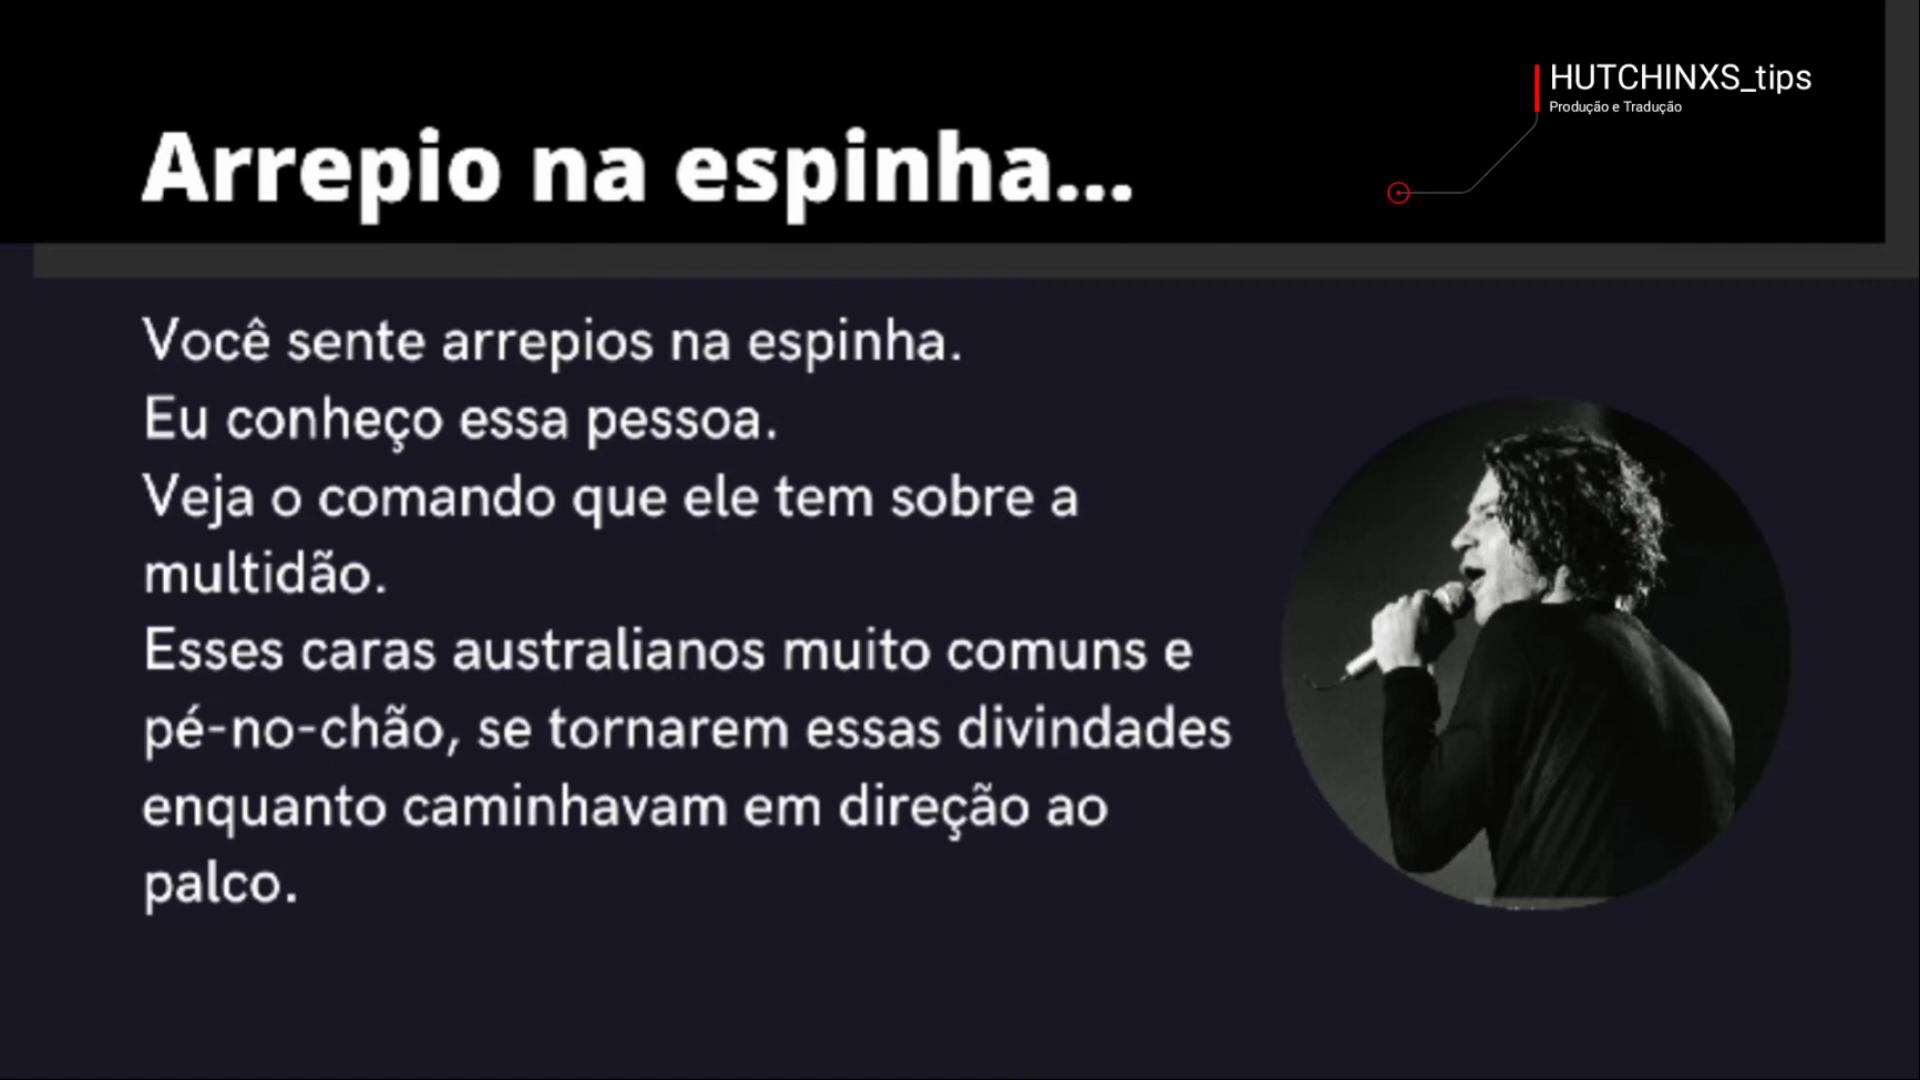 HUTCHINXS_tips
Produção e Tradução
Arrepio na espinha...
Você sente arrepios na espinha.
Eu conheço essa pessoa.
Veja o comando que ele tem sobre a
multidão.
Esses caras australianos muito comuns e
pé-no-chão, se tornarem essas divindades
enquanto caminhavam em direção ao
palco.